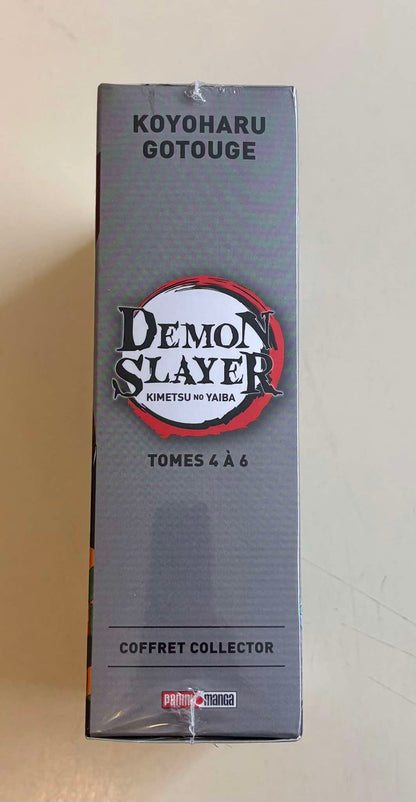 KOYOHARU
GOTOUGE
DEMON
SLAYER
KIMETSU NO YAIBA
TOMES 4 À 6
COFFRET COLLECTOR
PANINI MANGA